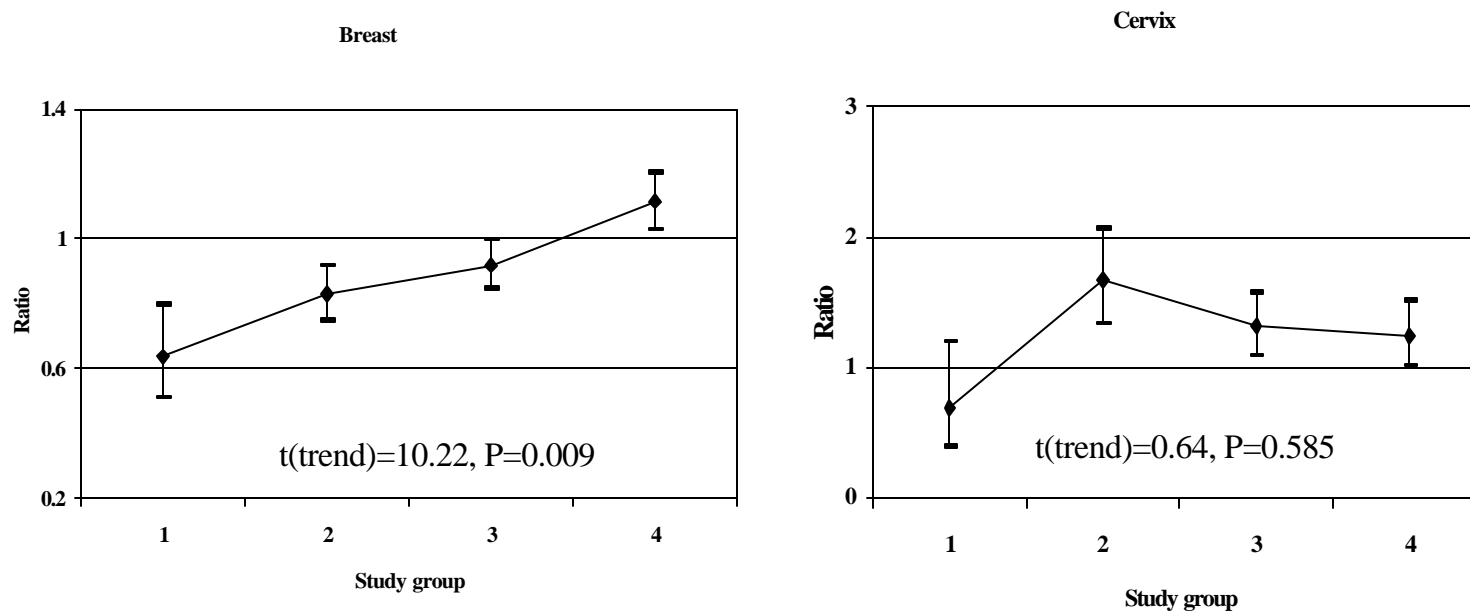 Breast
1.4
1
0.6
0.2
Ratio
t(trend)=10.22, P=0.009
1 2 3 4
Study group
Cervix
3
2
1
0
Ratio
t(trend)=0.64, P=0.585
1 2 3 4
Study group